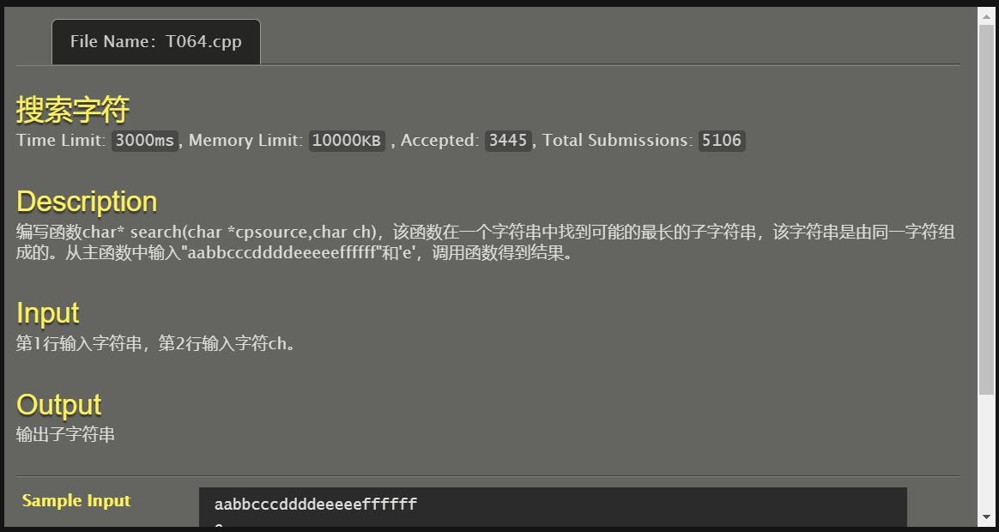 File Name：T064.cpp
搜索字符
Time Limit: 3000ms, Memory Limit: 10000KB , Accepted: 3445, Total Submissions: 5106
Description
编写函数char* search(char *cpsource,char ch)，该函数在一个字符串中找到可能的最长的子字符串，该字符串是由同一字符组
成的。从主函数中输入"aabbcccddddeeeeeffffff"和'e'，调用函数得到结果。
Input
第1行输入字符串，第2行输入字符ch。
Output
输出子字符串
Sample Input
aabbcccddddeeeeeffffff